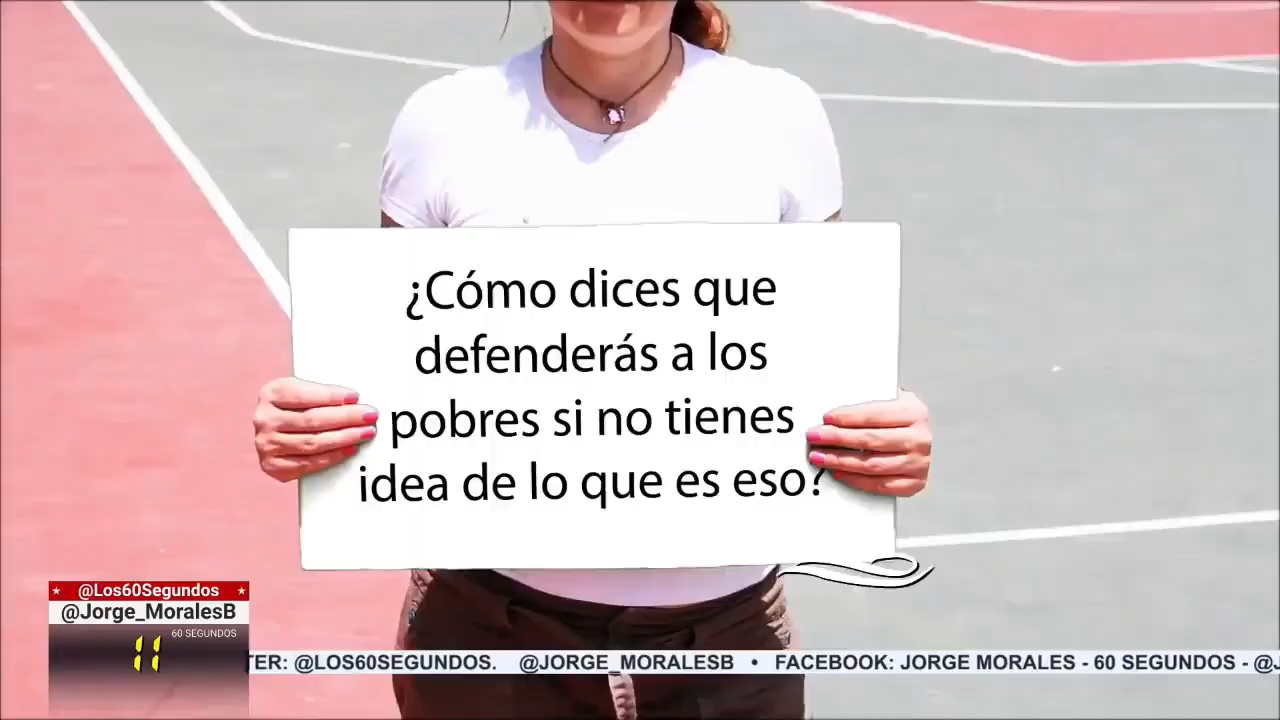 ¿Cómo dices que
defenderás a los
pobres si no tienes
idea de lo que es eso?
@Los60Segundos
@Jorge_MoralesB
60 SEGUNDOS
11
TER: @LOS60SEGUNDOS. @JORGE_MORALESB • FACEBOOK: JORGE MORALES - 60 SEGUNDOS - @J